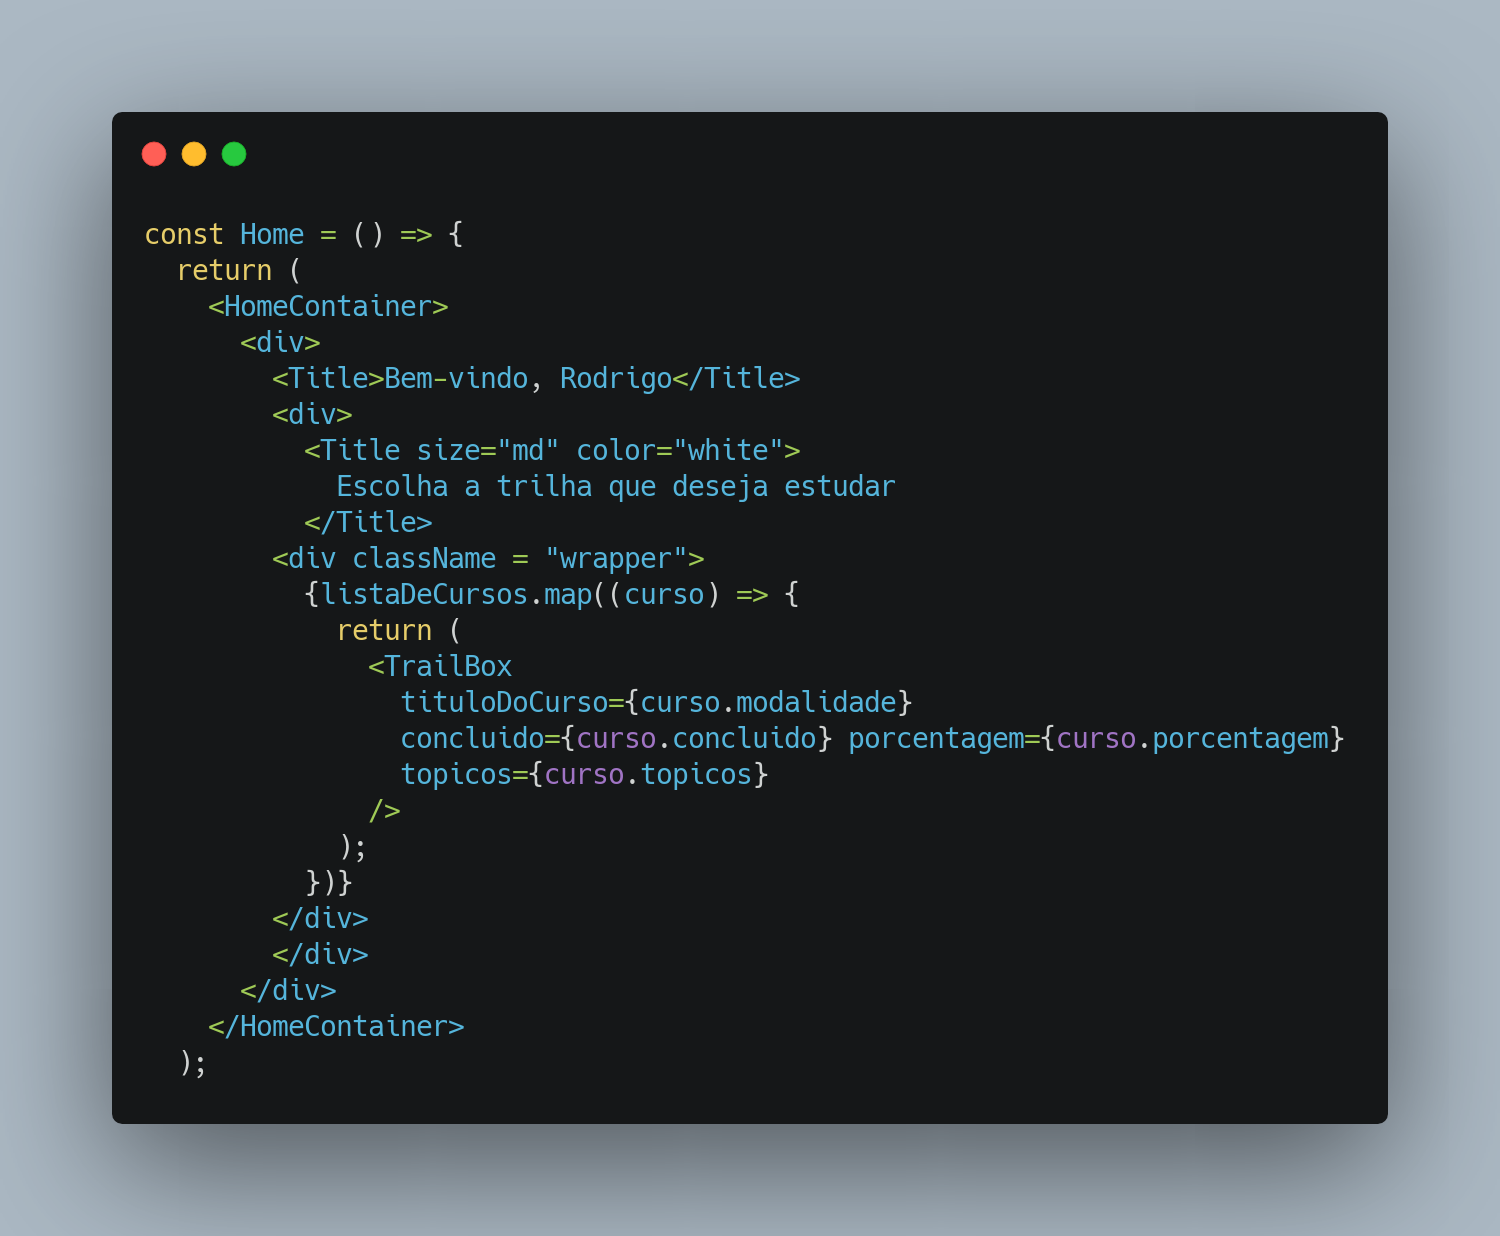 const Home = () => {
  return (
    <HomeContainer>
      <div>
        <Title>Bem-vindo, Rodrigo</Title>
        <div>
          <Title size="md" color="white">
            Escolha a trilha que deseja estudar
          </Title>
        <div className = "wrapper">
          {listaDeCursos.map((curso) => {
            return (
              <TrailBox
                tituloDoCurso={curso.modalidade}
                concluido={curso.concluido} porcentagem={curso.porcentagem}
                topicos={curso.topicos}
              />
            );
          })}
        </div>
        </div>
      </div>
    </HomeContainer>
  );